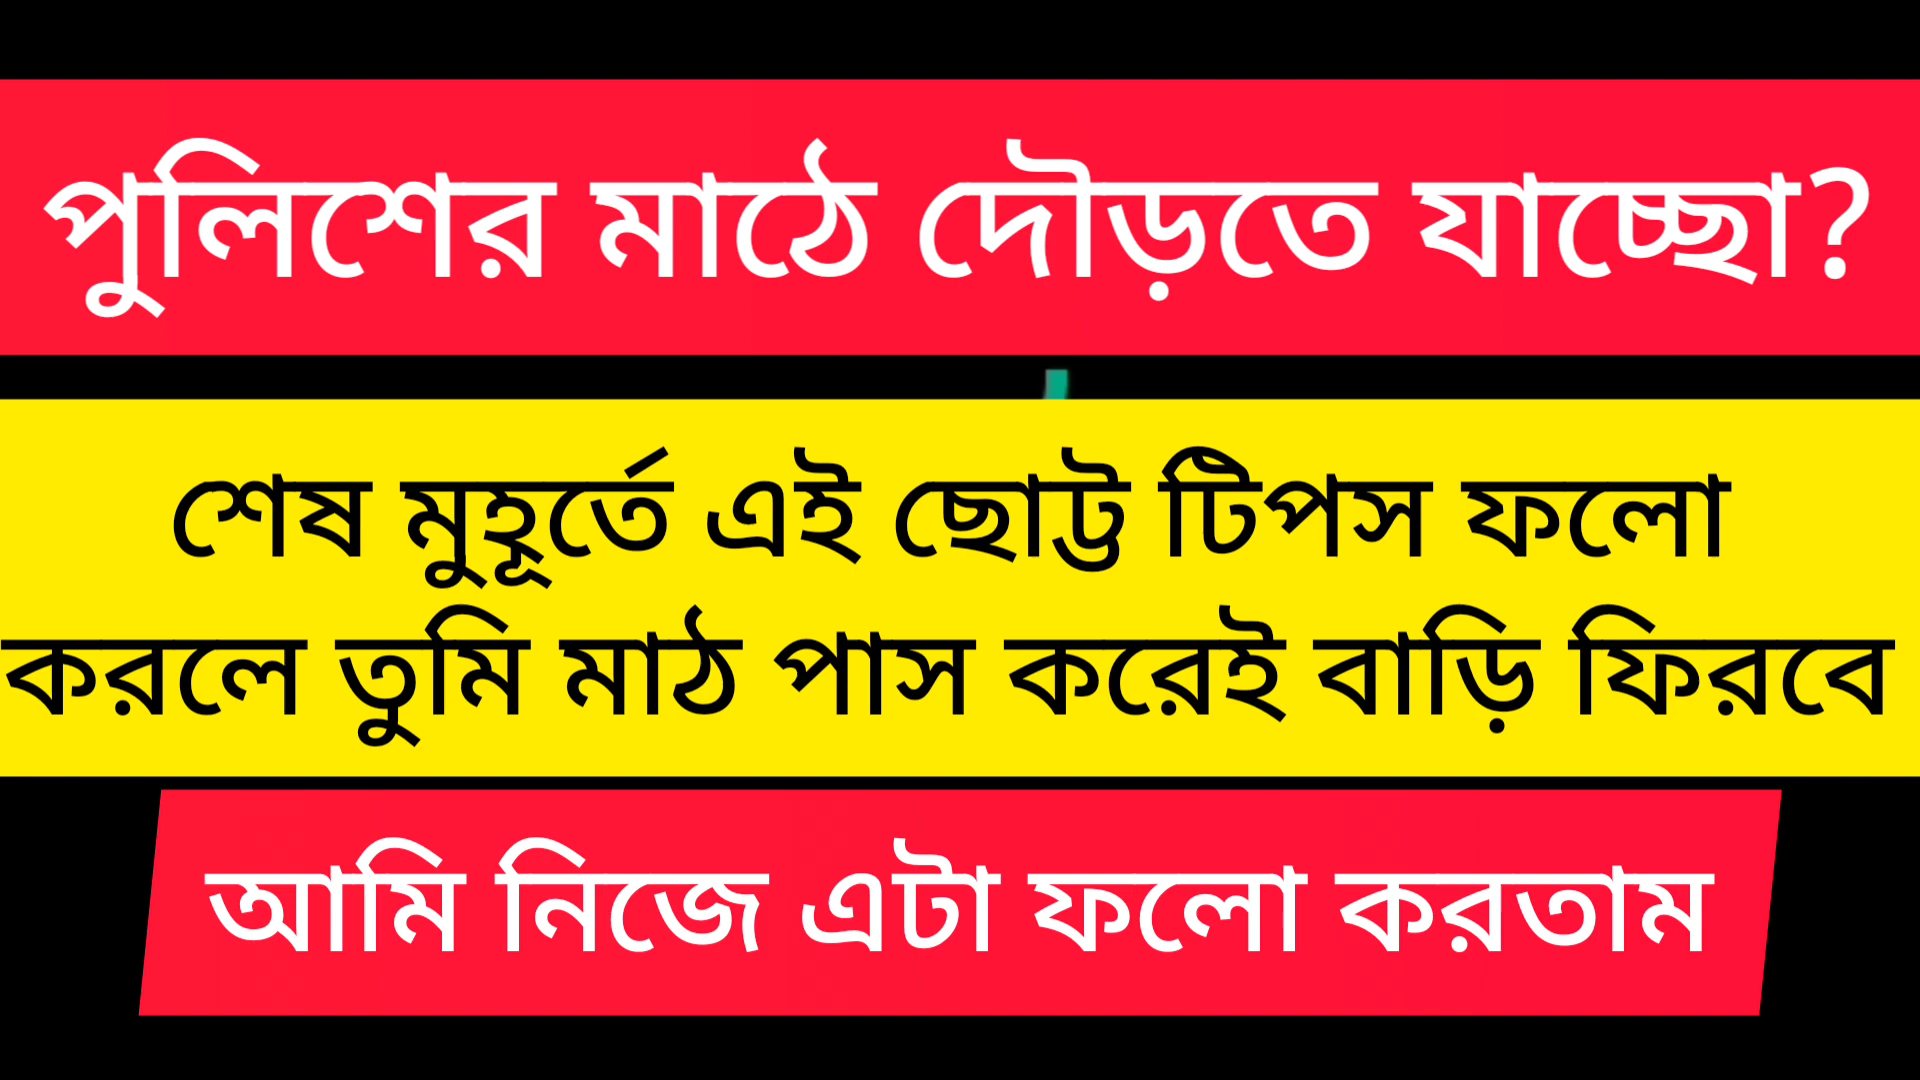 পুলিশের মাঠে দৌড়তে যাচ্ছো?
শেষ মুহূর্তে এই ছোট্ট টিপস ফলো
করলে তুমি মাঠ পাস করেই বাড়ি ফিরবে
আমি নিজে এটা ফলো করতাম